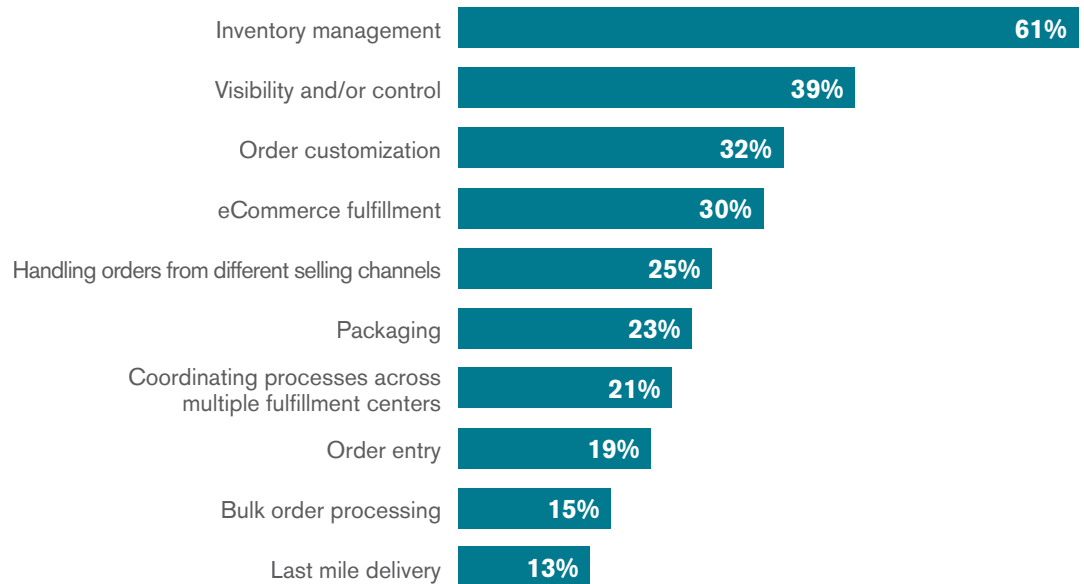 Inventory management 61%
Visibility and/or control 39%
Order customization 32%
eCommerce fulfillment 30%
Handling orders from different selling channels 25%
Packaging 23%
Coordinating processes across
multiple fulfillment centers 21%
Order entry 19%
Bulk order processing 15%
Last mile delivery 13%